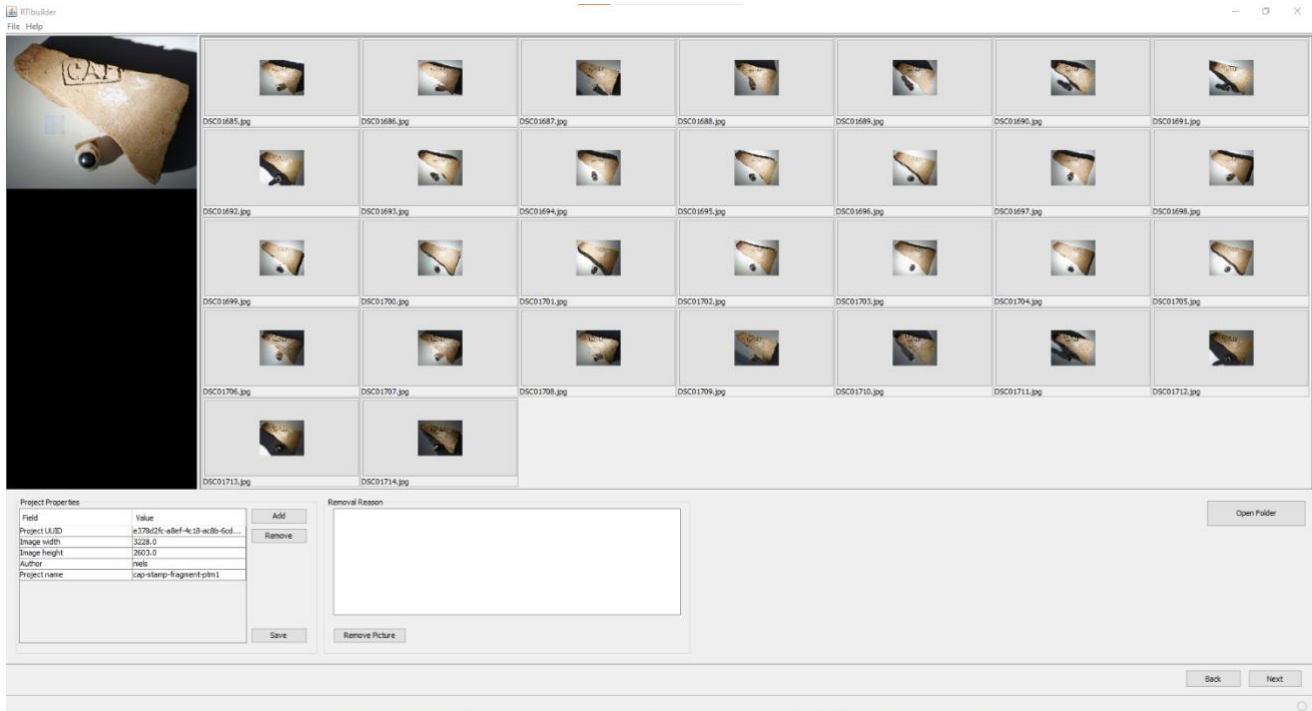 RTIbuilder
File Help
CAP
DSC01685.jpg DSC01686.jpg DSC01687.jpg DSC01688.jpg DSC01689.jpg DSC01690.jpg DSC01691.jpg
DSC01692.jpg DSC01693.jpg DSC01694.jpg DSC01695.jpg DSC01696.jpg DSC01697.jpg DSC01698.jpg
DSC01699.jpg DSC01700.jpg DSC01701.jpg DSC01702.jpg DSC01703.jpg DSC01704.jpg DSC01705.jpg
DSC01706.jpg DSC01707.jpg DSC01708.jpg DSC01709.jpg DSC01710.jpg DSC01711.jpg DSC01712.jpg
DSC01713.jpg DSC01714.jpg
Project Properties
Field Value
Project UUID e378d2fc-a8ef-4c18-ac8b-6cd...
Image width 3228.0
Image height 2603.0
Author niels
Project name cap-stamp-fragment-ptm1
Add
Remove
Save
Removal Reason
Remove Picture
Open Folder
Back Next